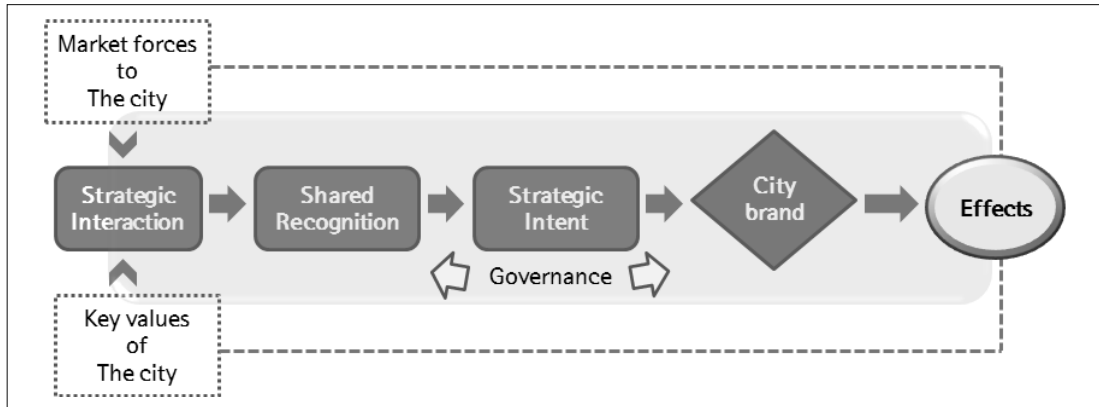 Market forces
to
The city
Strategic
Interaction
Shared
Recognition
Strategic
Intent
City
brand
Effects
Governance
Key values
of
The city